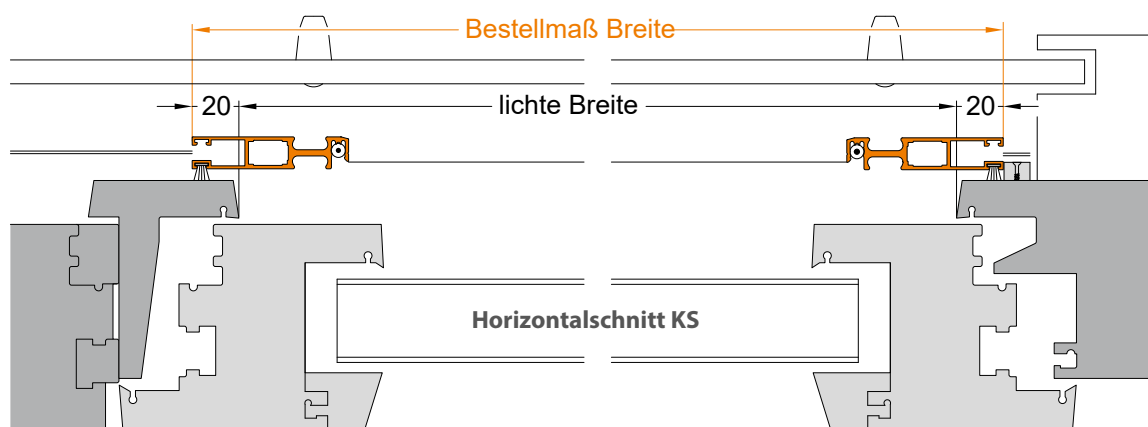 Bestellmaß Breite
20
lichte Breite
20
Horizontalschnitt KS